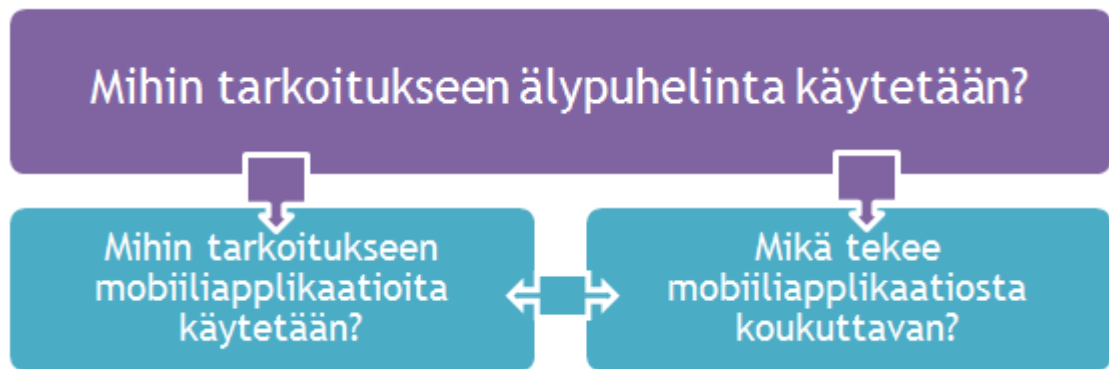 Mihin tarkoitukseen älypuhelinta käytetään?
Mihin tarkoitukseen
mobiiliapplikaatioita
käytetään?
Mikä tekee
mobiiliapplikaatiosta
koukuttavan?